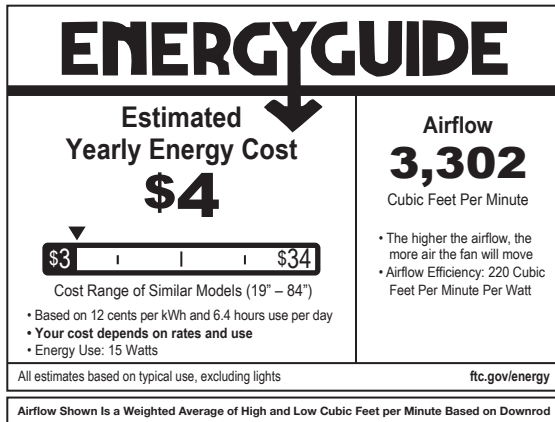 ENERGYGUIDE
Estimated
Yearly Energy Cost
$4
$3
$34
Cost Range of Similar Models (19" – 84")
• Based on 12 cents per kWh and 6.4 hours use per day
• Your cost depends on rates and use
• Energy Use: 15 Watts
Airflow
3,302
Cubic Feet Per Minute
• The higher the airflow, the
more air the fan will move
• Airflow Efficiency: 220 Cubic
Feet Per Minute Per Watt
All estimates based on typical use, excluding lights
ftc.gov/energy
Airflow Shown Is a Weighted Average of High and Low Cubic Feet per Minute Based on Downrod